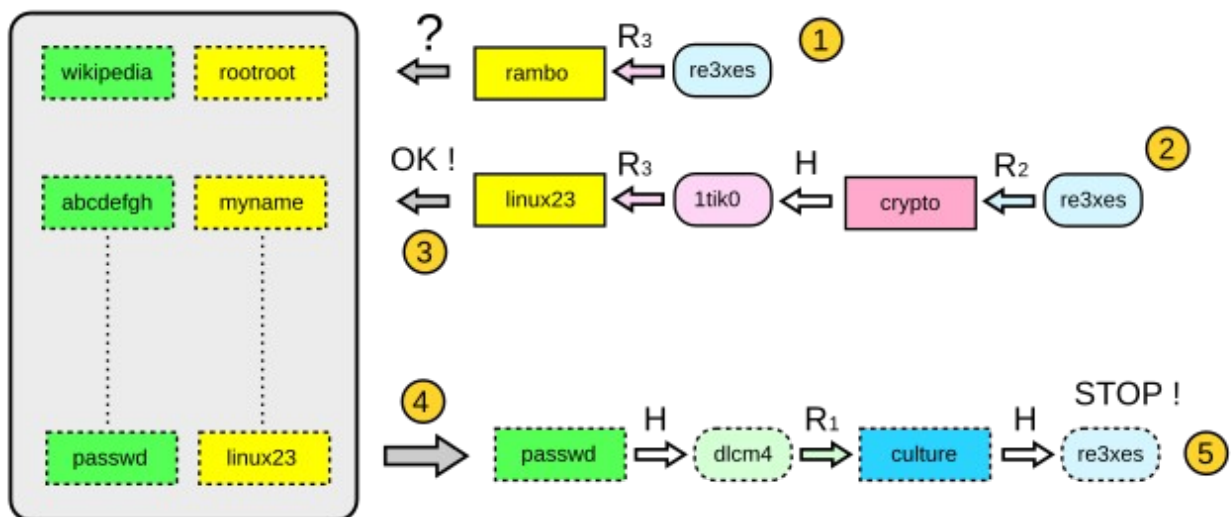 wikipedia rootroot ? rambo R3 re3xes 1
abcdefgh myname OK ! linux23 R3 1tik0 H crypto R2 re3xes 2
3
passwd linux23 4 passwd H dlcm4 R1 culture H re3xes STOP ! 5